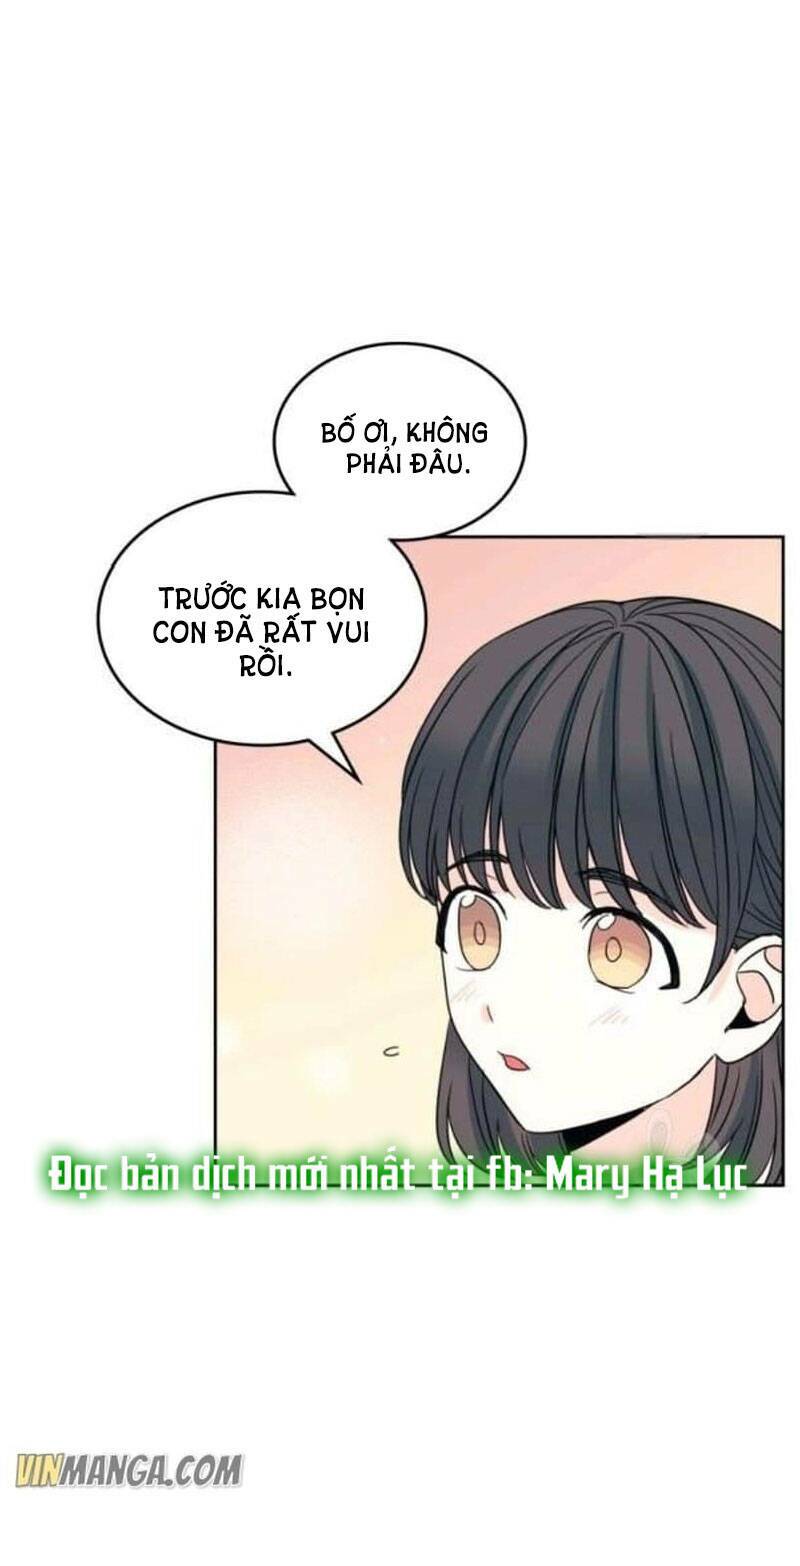 BỐ ƠI, KHÔNG
PHẢI ĐÂU.
TRƯỚC KIA BỌN
CON ĐÃ RẤT VUI
RỒI.
Đọc bản dịch mới nhất tại fb: Mary Hạ Lục
VINMANGA.COM